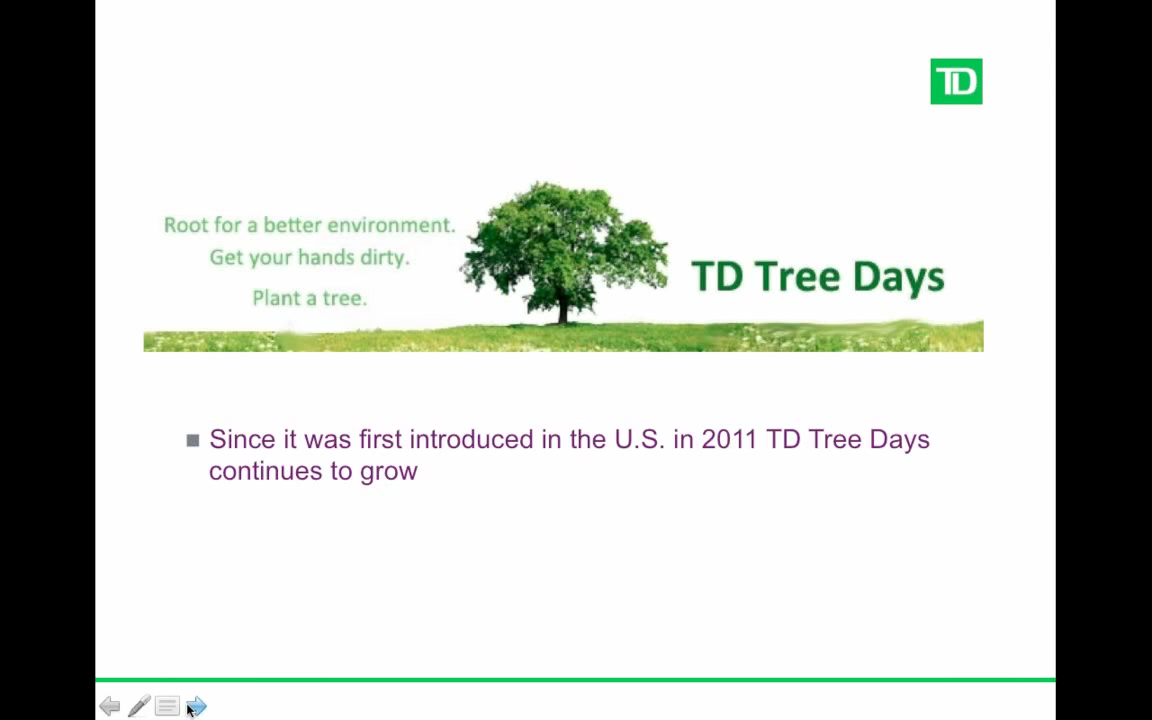 TD
Root for a better environment.
Get your hands dirty.
Plant a tree.
TD Tree Days
Since it was first introduced in the U.S. in 2011 TD Tree Days
continues to grow